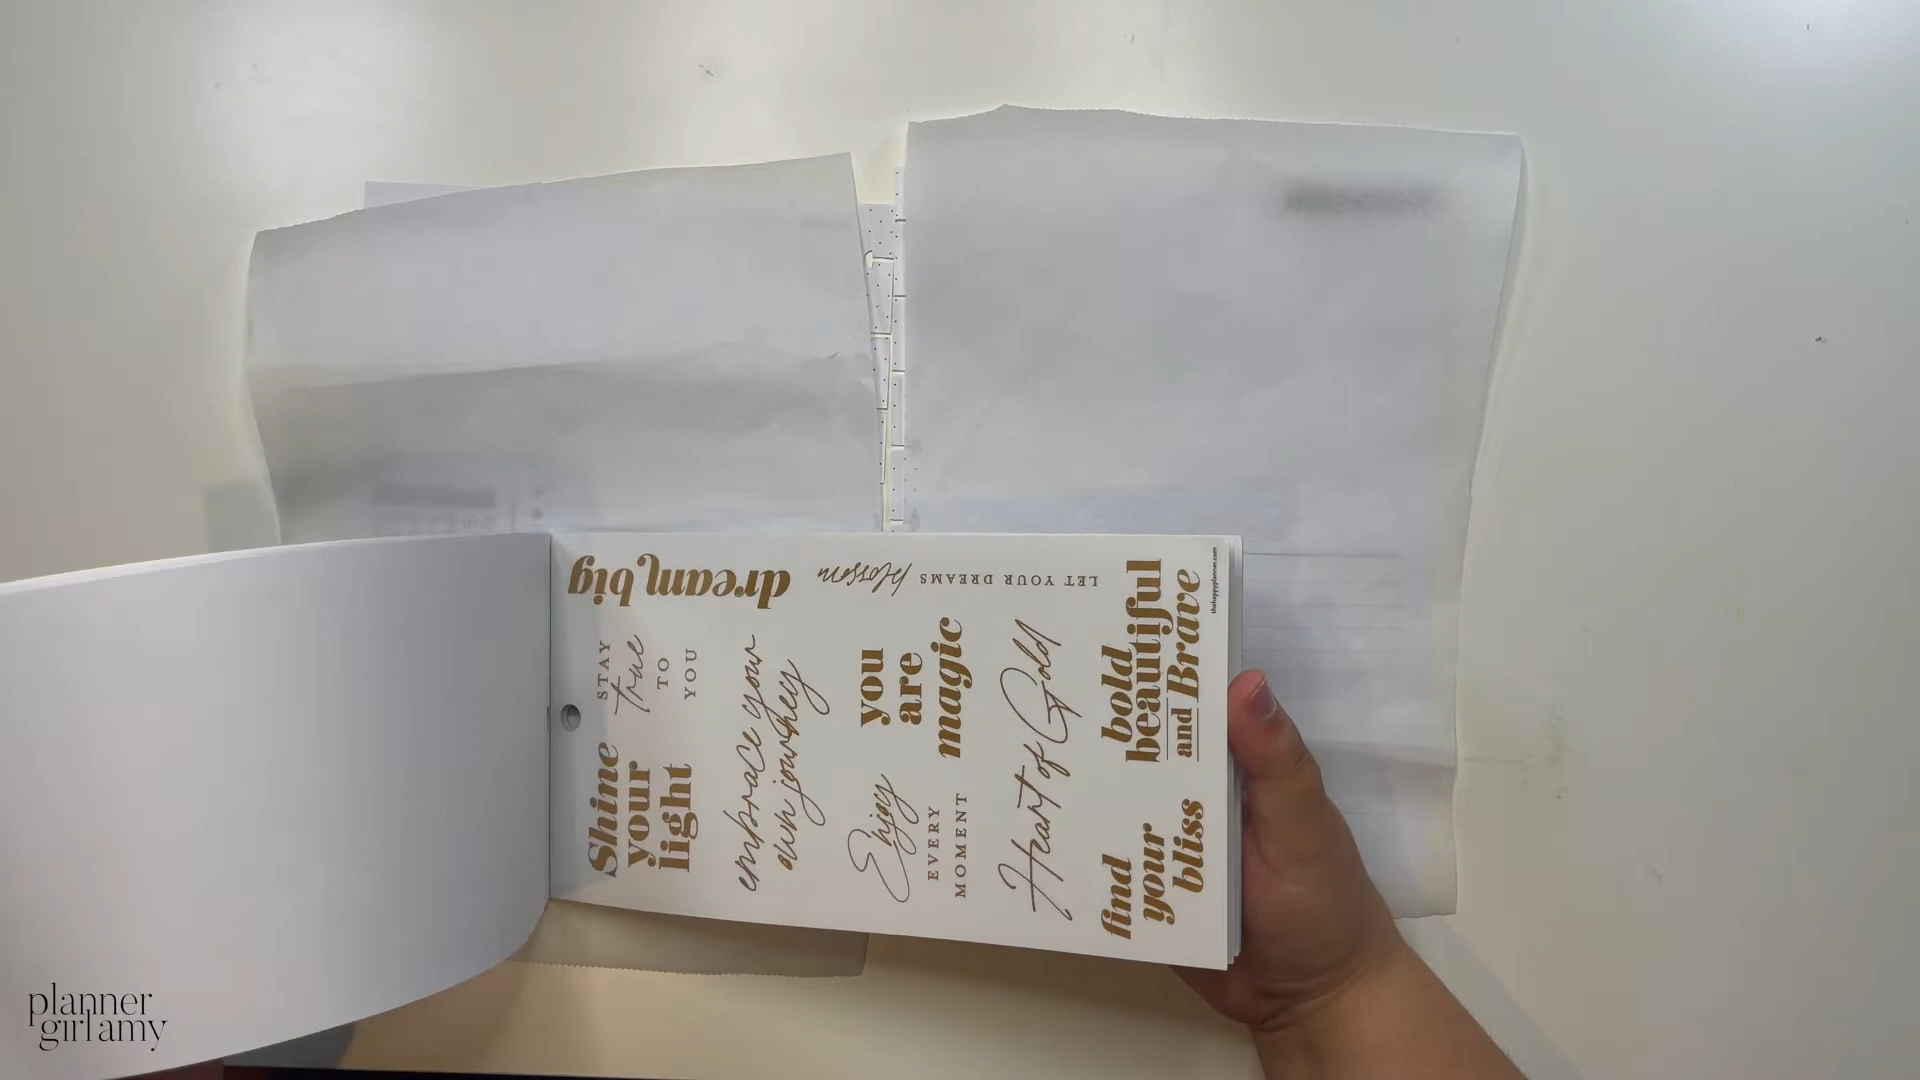 Shine
your
light
STAY
true
TO
YOU
dream big
embrace your
own journey
Enjoy
EVERY
MOMENT
you
are
magic
LET YOUR DREAMS blossom
Heart of Gold
find
your
bliss
bold
beautiful
and Brave
thehappyplanner.com
planner
girl amy